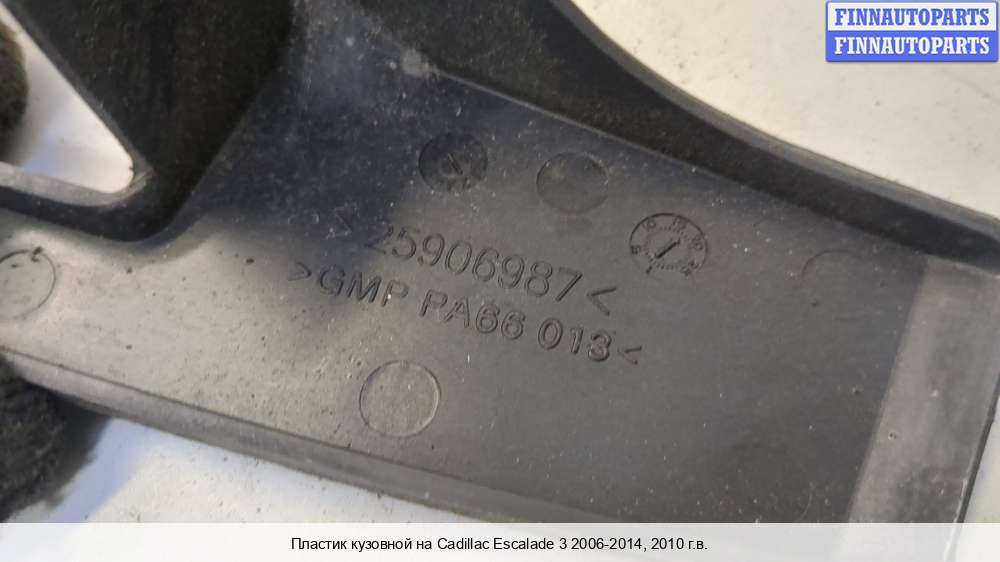 FINNAUTOPARTS
FINNAUTOPARTS
25906987<
>GMP PA66 013<
Пластик кузовной на Cadillac Escalade 3 2006-2014, 2010 г.в.